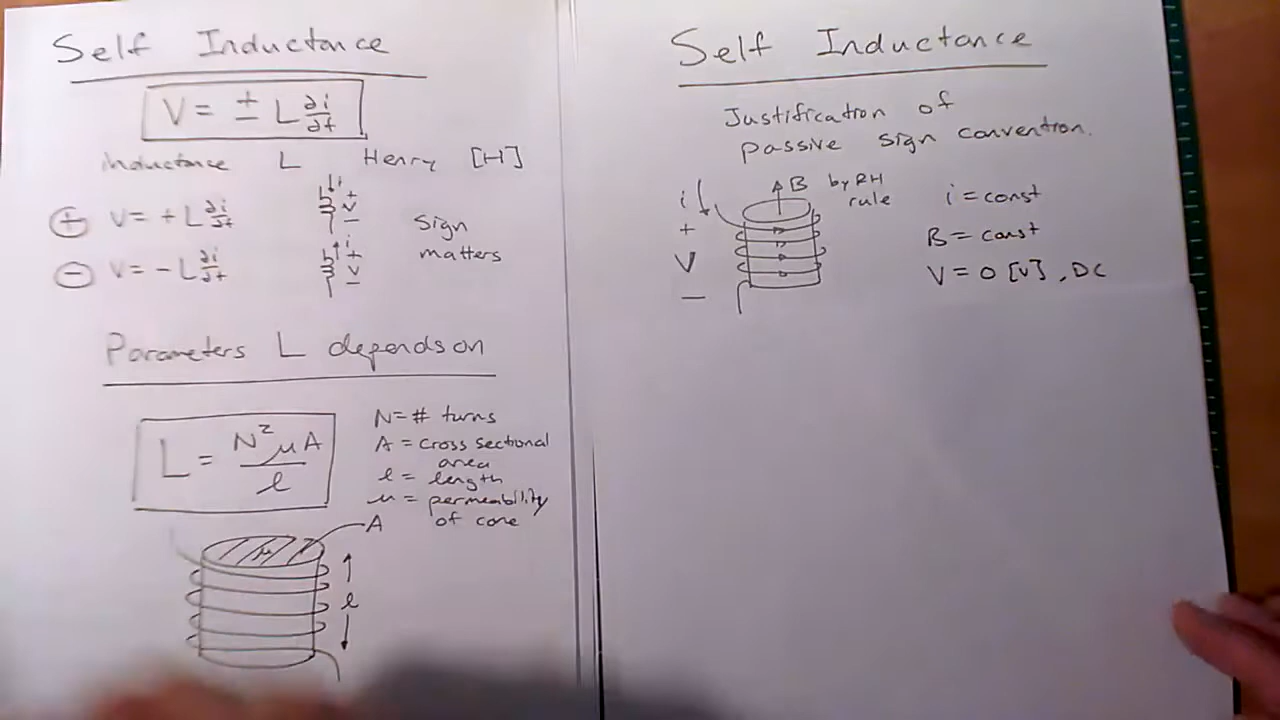 Self Inductance
V = ± L ∂i/∂t
inductance L Henry [H]
⊕ V = + L ∂i/∂t
i
+
V
−
⊖ V = − L ∂i/∂t
i
+
V
−
Sign
matters
Parameters L depends on
L = N²μA/ℓ
N = # turns
A = cross sectional
area
ℓ = length
μ = permeability
of core
A
μ
ℓ
Self Inductance
Justification of
passive sign convention.
i
+
V
−
B by RH
rule
i = const
B = const
V = 0 [V], DC